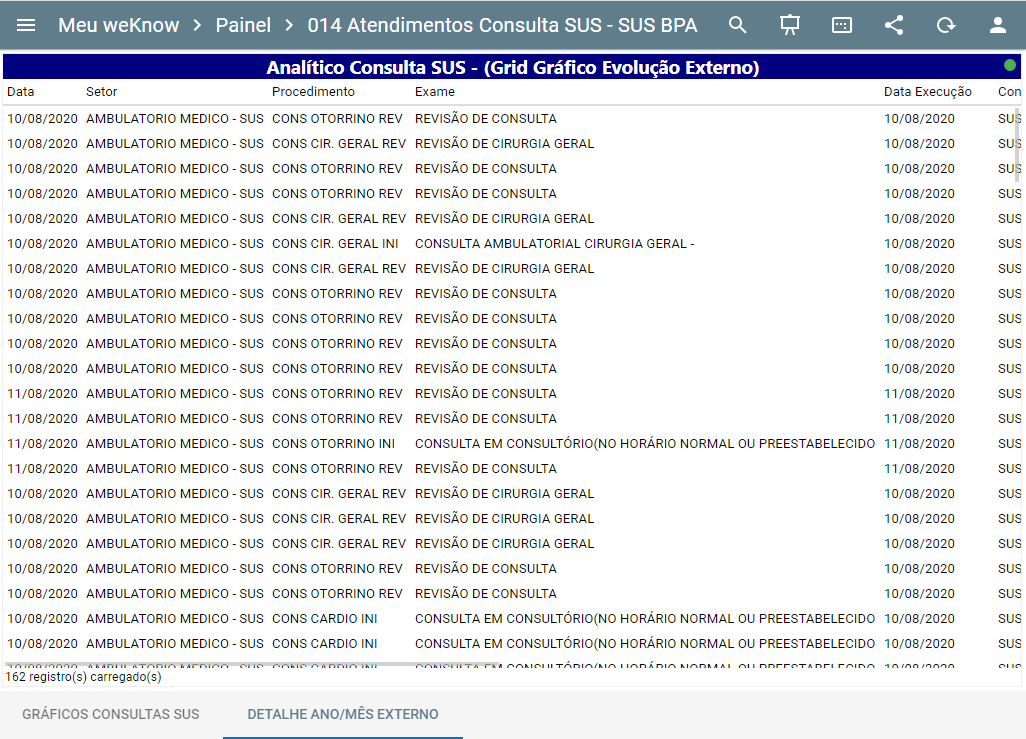 Meu weKnow > Painel > 014 Atendimentos Consulta SUS - SUS BPA
Analítico Consulta SUS - (Grid Gráfico Evolução Externo)
Data Setor Procedimento Exame Data Execução Con
10/08/2020 AMBULATORIO MEDICO - SUS CONS OTORRINO REV REVISÃO DE CONSULTA 10/08/2020 SUS
10/08/2020 AMBULATORIO MEDICO - SUS CONS CIR. GERAL REV REVISÃO DE CIRURGIA GERAL 10/08/2020 SUS
10/08/2020 AMBULATORIO MEDICO - SUS CONS OTORRINO REV REVISÃO DE CONSULTA 10/08/2020 SUS
10/08/2020 AMBULATORIO MEDICO - SUS CONS OTORRINO REV REVISÃO DE CONSULTA 10/08/2020 SUS
10/08/2020 AMBULATORIO MEDICO - SUS CONS CIR. GERAL REV REVISÃO DE CIRURGIA GERAL 10/08/2020 SUS
10/08/2020 AMBULATORIO MEDICO - SUS CONS CIR. GERAL INI CONSULTA AMBULATORIAL CIRURGIA GERAL - 10/08/2020 SUS
10/08/2020 AMBULATORIO MEDICO - SUS CONS CIR. GERAL REV REVISÃO DE CIRURGIA GERAL 10/08/2020 SUS
10/08/2020 AMBULATORIO MEDICO - SUS CONS OTORRINO REV REVISÃO DE CONSULTA 10/08/2020 SUS
10/08/2020 AMBULATORIO MEDICO - SUS CONS OTORRINO REV REVISÃO DE CONSULTA 10/08/2020 SUS
10/08/2020 AMBULATORIO MEDICO - SUS CONS OTORRINO REV REVISÃO DE CONSULTA 10/08/2020 SUS
10/08/2020 AMBULATORIO MEDICO - SUS CONS OTORRINO REV REVISÃO DE CONSULTA 10/08/2020 SUS
11/08/2020 AMBULATORIO MEDICO - SUS CONS OTORRINO REV REVISÃO DE CONSULTA 11/08/2020 SUS
11/08/2020 AMBULATORIO MEDICO - SUS CONS OTORRINO REV REVISÃO DE CONSULTA 11/08/2020 SUS
11/08/2020 AMBULATORIO MEDICO - SUS CONS OTORRINO INI CONSULTA EM CONSULTÓRIO(NO HORÁRIO NORMAL OU PREESTABELECIDO 11/08/2020 SUS
11/08/2020 AMBULATORIO MEDICO - SUS CONS OTORRINO REV REVISÃO DE CONSULTA 11/08/2020 SUS
10/08/2020 AMBULATORIO MEDICO - SUS CONS CIR. GERAL REV REVISÃO DE CIRURGIA GERAL 10/08/2020 SUS
10/08/2020 AMBULATORIO MEDICO - SUS CONS CIR. GERAL REV REVISÃO DE CIRURGIA GERAL 10/08/2020 SUS
10/08/2020 AMBULATORIO MEDICO - SUS CONS CIR. GERAL REV REVISÃO DE CIRURGIA GERAL 10/08/2020 SUS
10/08/2020 AMBULATORIO MEDICO - SUS CONS OTORRINO REV REVISÃO DE CONSULTA 10/08/2020 SUS
10/08/2020 AMBULATORIO MEDICO - SUS CONS OTORRINO REV REVISÃO DE CONSULTA 10/08/2020 SUS
10/08/2020 AMBULATORIO MEDICO - SUS CONS CARDIO INI CONSULTA EM CONSULTÓRIO(NO HORÁRIO NORMAL OU PREESTABELECIDO 10/08/2020 SUS
10/08/2020 AMBULATORIO MEDICO - SUS CONS CARDIO INI CONSULTA EM CONSULTÓRIO(NO HORÁRIO NORMAL OU PREESTABELECIDO 10/08/2020 SUS
162 registro(s) carregado(s)
GRÁFICOS CONSULTAS SUS DETALHE ANO/MÊS EXTERNO